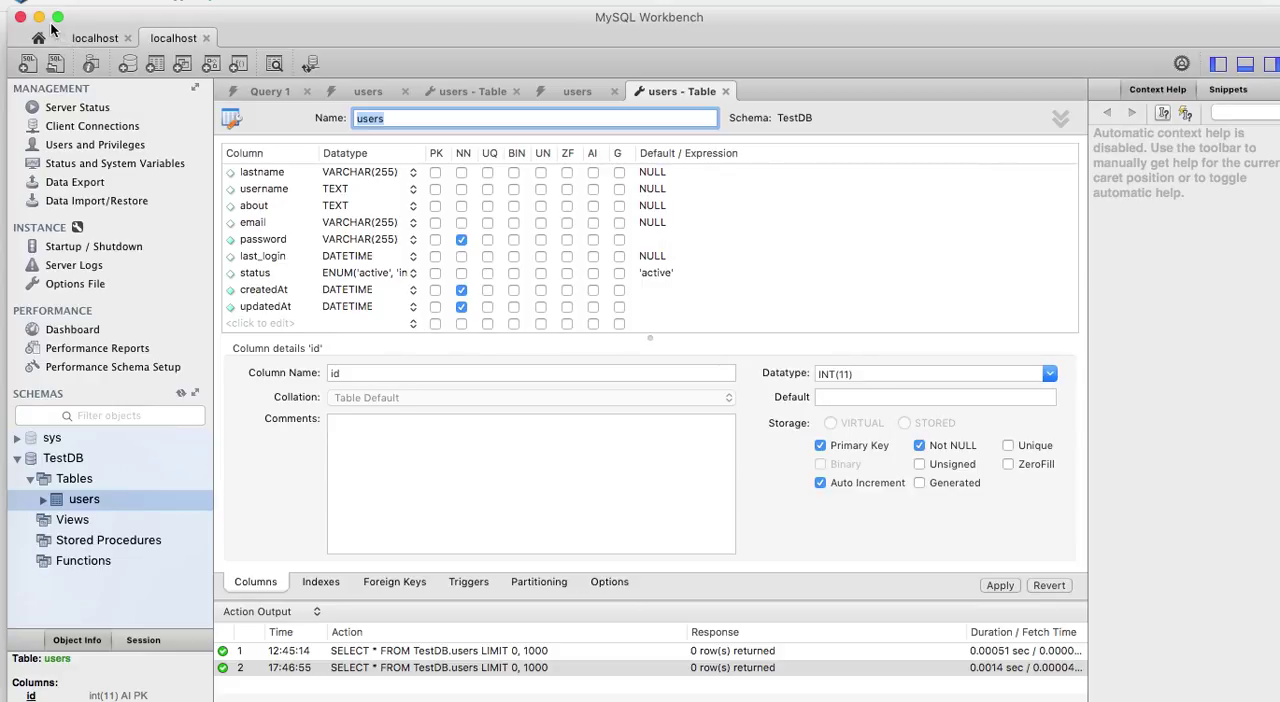 MySQL Workbench
localhost
localhost
MANAGEMENT
Server Status
Client Connections
Users and Privileges
Status and System Variables
Data Export
Data Import/Restore
INSTANCE
Startup / Shutdown
Server Logs
Options File
PERFORMANCE
Dashboard
Performance Reports
Performance Schema Setup
SCHEMAS
Filter objects
sys
TestDB
Tables
users
Views
Stored Procedures
Functions
Object Info Session
Table: users
Columns:
id int(11) AI PK
Query 1 users users - Table users users - Table
Name: users Schema: TestDB
Column Datatype PK NN UQ BIN UN ZF AI G Default / Expression
lastname VARCHAR(255) NULL
username TEXT NULL
about TEXT NULL
email VARCHAR(255) NULL
password VARCHAR(255)
last_login DATETIME NULL
status ENUM('active', 'in 'active'
createdAt DATETIME
updatedAt DATETIME
<click to edit>
Column details 'id'
Column Name: id Datatype: INT(11)
Collation: Table Default Default
Comments: Storage: VIRTUAL STORED
Primary Key Not NULL Unique
Binary Unsigned ZeroFill
Auto Increment Generated
Columns Indexes Foreign Keys Triggers Partitioning Options Apply Revert
Action Output
Time Action Response Duration / Fetch Time
1 12:45:14 SELECT * FROM TestDB.users LIMIT 0, 1000 0 row(s) returned 0.00051 sec / 0.0000...
2 17:46:55 SELECT * FROM TestDB.users LIMIT 0, 1000 0 row(s) returned 0.0014 sec / 0.00004...
Context Help Snippets
Automatic context help is
disabled. Use the toolbar to
manually get help for the curren
caret position or to toggle
automatic help.